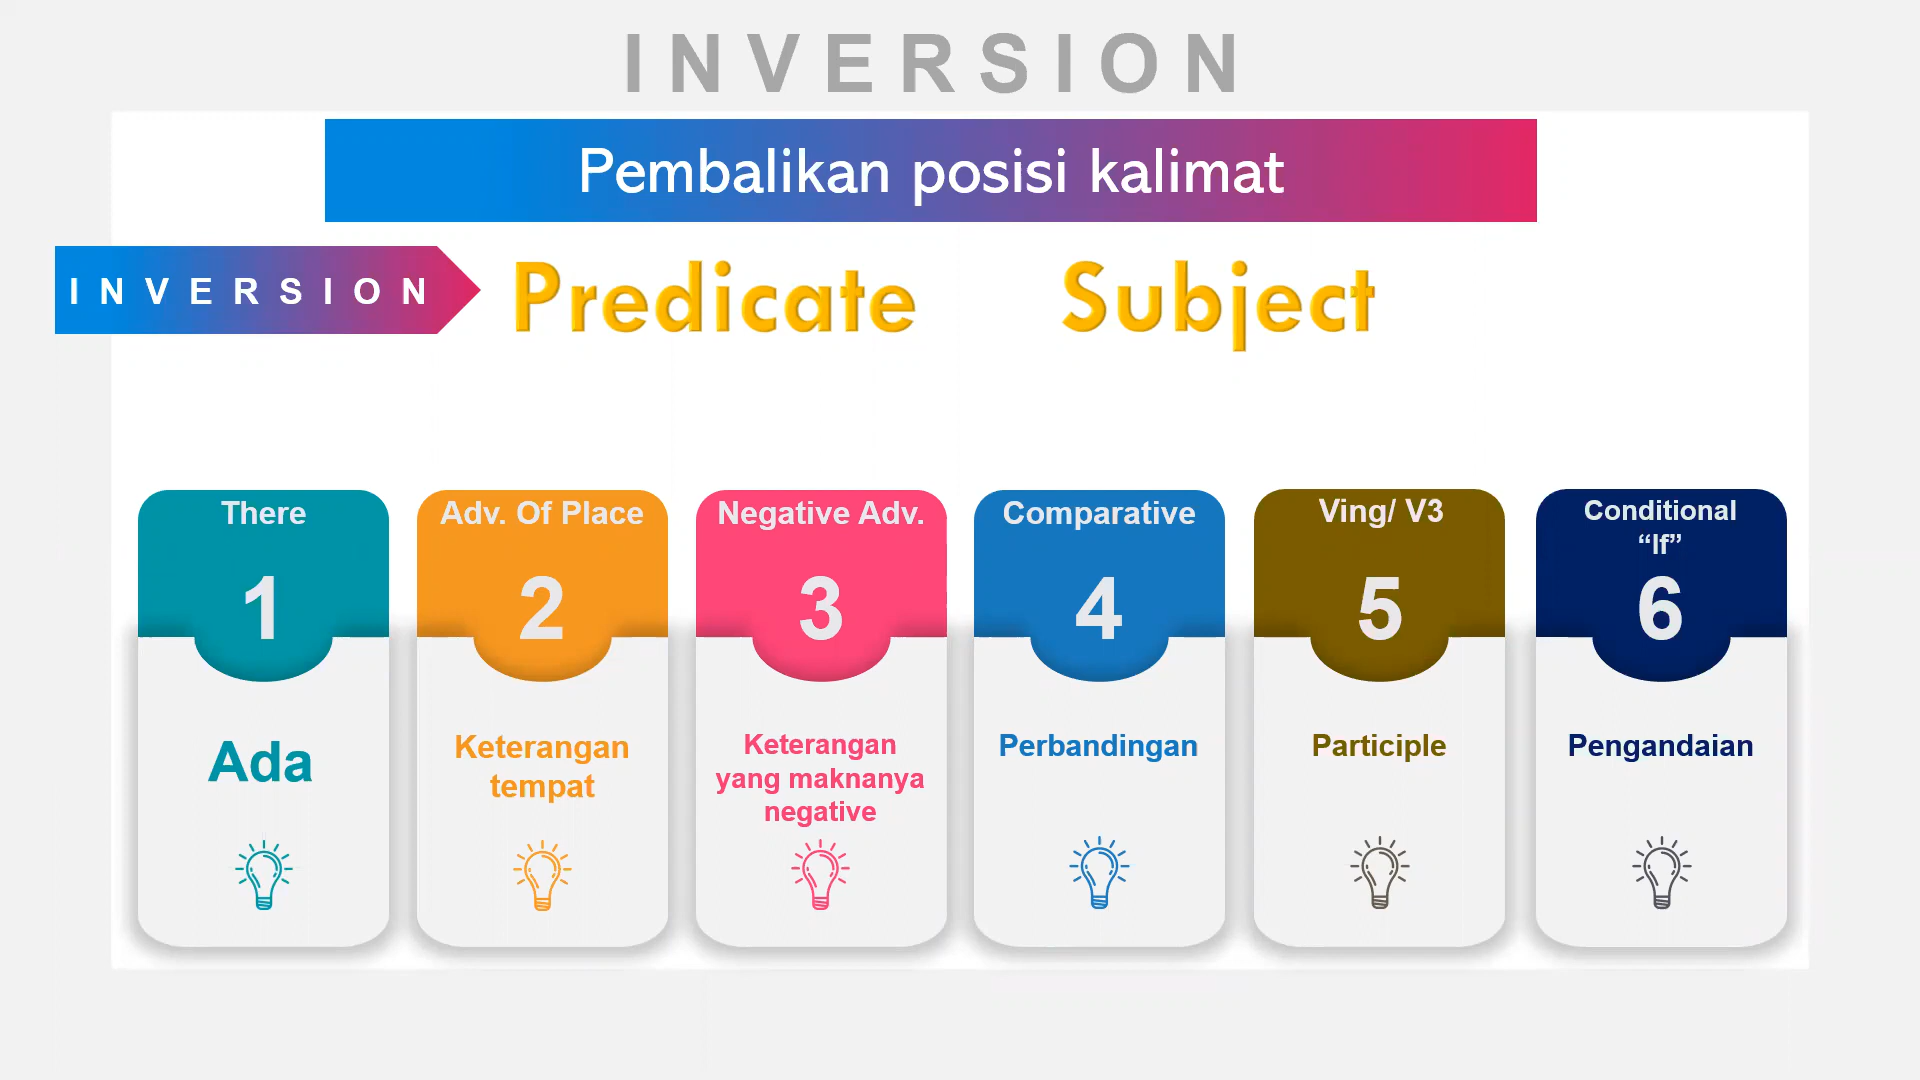 INVERSION
Pembalikan posisi kalimat
INVERSION
Predicate Subject
There
1
Ada
Adv. Of Place
2
Keterangan
tempat
Negative Adv.
3
Keterangan
yang maknanya
negative
Comparative
4
Perbandingan
Ving/ V3
5
Participle
Conditional
“If”
6
Pengandaian